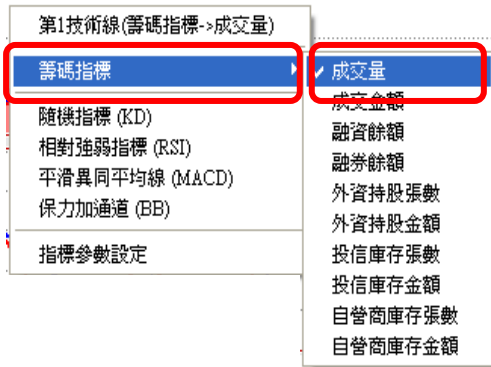 第1技術線(籌碼指標->成交量)
籌碼指標
隨機指標 (KD)
相對強弱指標 (RSI)
平滑異同平均線 (MACD)
保力加通道 (BB)
指標參數設定
成交量
成交金額
融資餘額
融券餘額
外資持股張數
外資持股金額
投信庫存張數
投信庫存金額
自營商庫存張數
自營商庫存金額